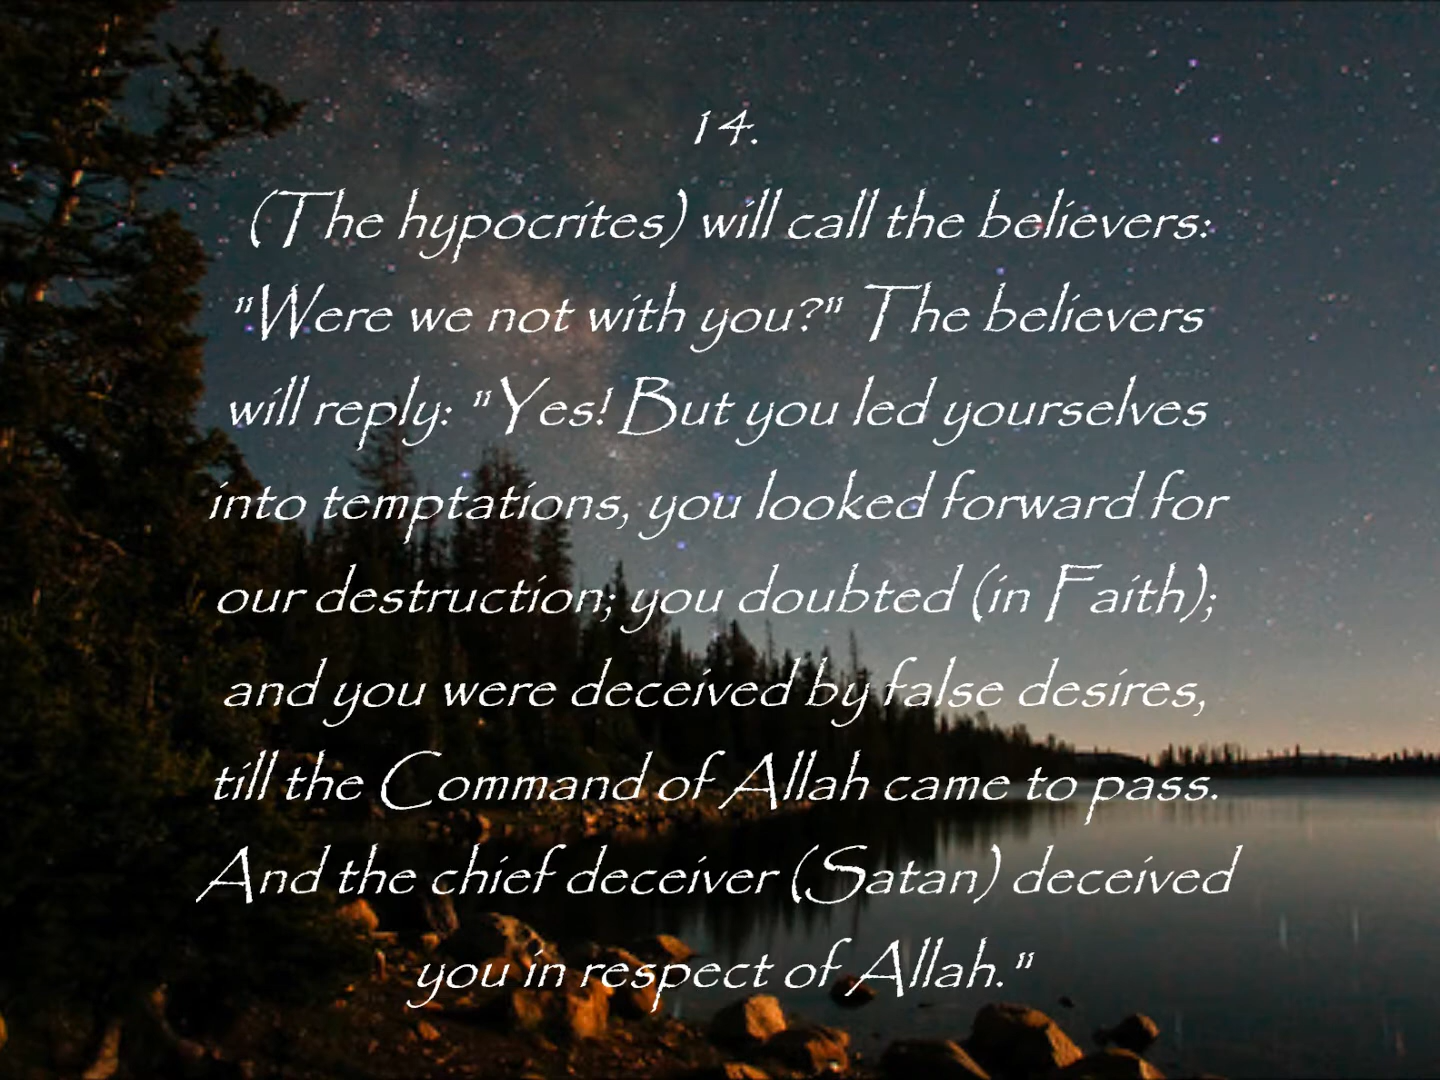 14.
(The hypocrites) will call the believers:
"Were we not with you?" The believers
will reply: "Yes! But you led yourselves
into temptations, you looked forward for
our destruction; you doubted (in Faith);
and you were deceived by false desires,
till the Command of Allah came to pass.
And the chief deceiver (Satan) deceived
you in respect of Allah."